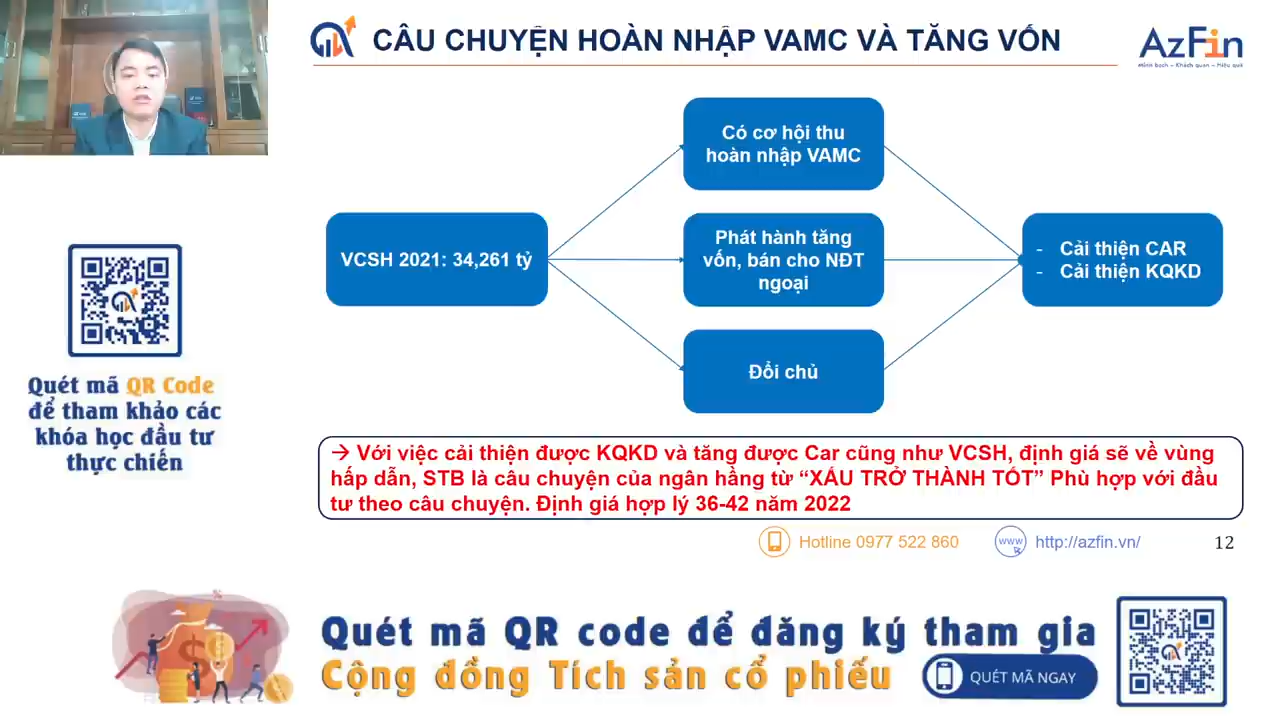 CÂU CHUYỆN HOÀN NHẬP VAMC VÀ TĂNG VỐN
AzFin
Minh bạch – Khách quan – Hiệu quả
VCSH 2021: 34,261 tỷ
Có cơ hội thu
hoàn nhập VAMC
Phát hành tăng
vốn, bán cho NĐT
ngoại
Đổi chủ
- Cải thiện CAR
- Cải thiện KQKD
Quét mã QR Code
để tham khảo các
khóa học đầu tư
thực chiến
→ Với việc cải thiện được KQKD và tăng được Car cũng như VCSH, định giá sẽ về vùng
hấp dẫn, STB là câu chuyện của ngân hằng từ “XẤU TRỞ THÀNH TỐT” Phù hợp với đầu
tư theo câu chuyện. Định giá hợp lý 36-42 năm 2022
Hotline 0977 522 860
www
http://azfin.vn/
12
Quét mã QR code để đăng ký tham gia
Cộng đồng Tích sản cổ phiếu
QUÉT MÃ NGAY